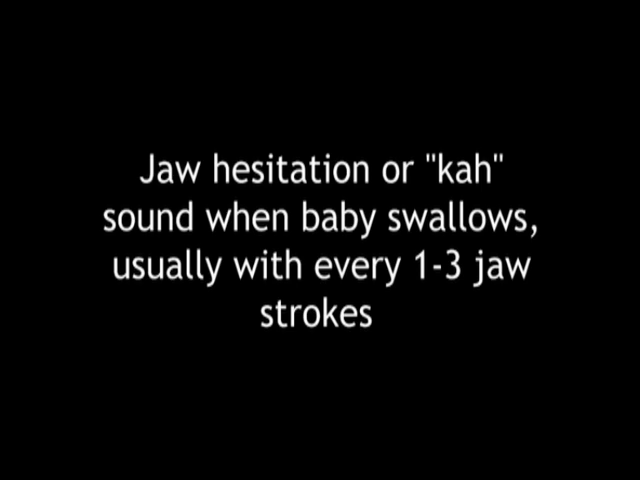 Jaw hesitation or "kah"
sound when baby swallows,
usually with every 1-3 jaw
strokes